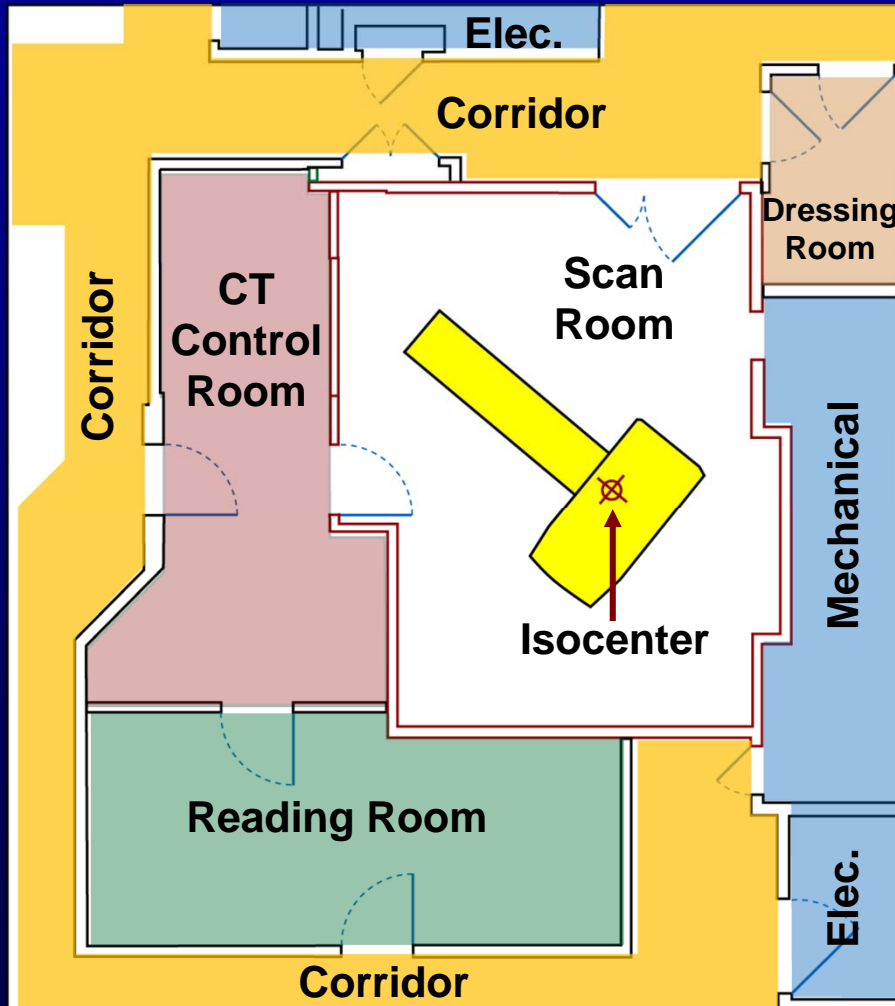 Elec.
Corridor
Dressing
Room
Scan
Room
CT
Control
Room
Corridor
Mechanical
Isocenter
Reading Room
Elec.
Corridor